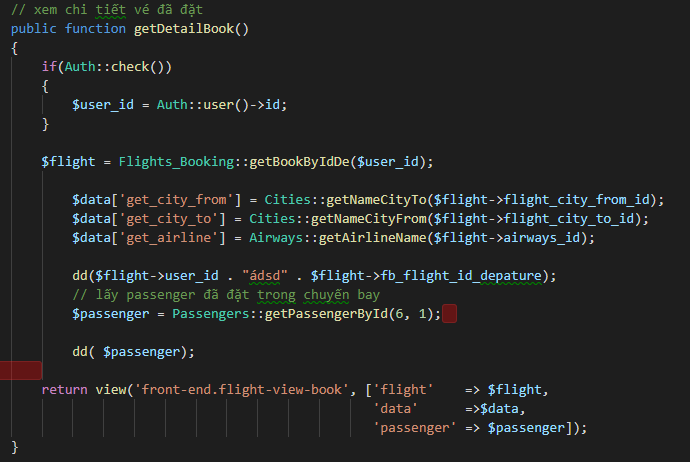 // xem chi tiết vé đã đặt
public function getDetailBook()
{
if(Auth::check())
{
$user_id = Auth::user()->id;
}
$flight = Flights_Booking::getBookByIdDe($user_id);
$data['get_city_from'] = Cities::getNameCityTo($flight->flight_city_from_id);
$data['get_city_to'] = Cities::getNameCityFrom($flight->flight_city_to_id);
$data['get_airline'] = Airways::getAirlineName($flight->airways_id);
dd($flight->user_id . "ádsd" . $flight->fb_flight_id_depature);
// lấy passenger đã đặt trong chuyến bay
$passenger = Passengers::getPassengerById(6, 1);
dd( $passenger);
return view('front-end.flight-view-book', ['flight' => $flight,
'data' =>$data,
'passenger' => $passenger]);
}